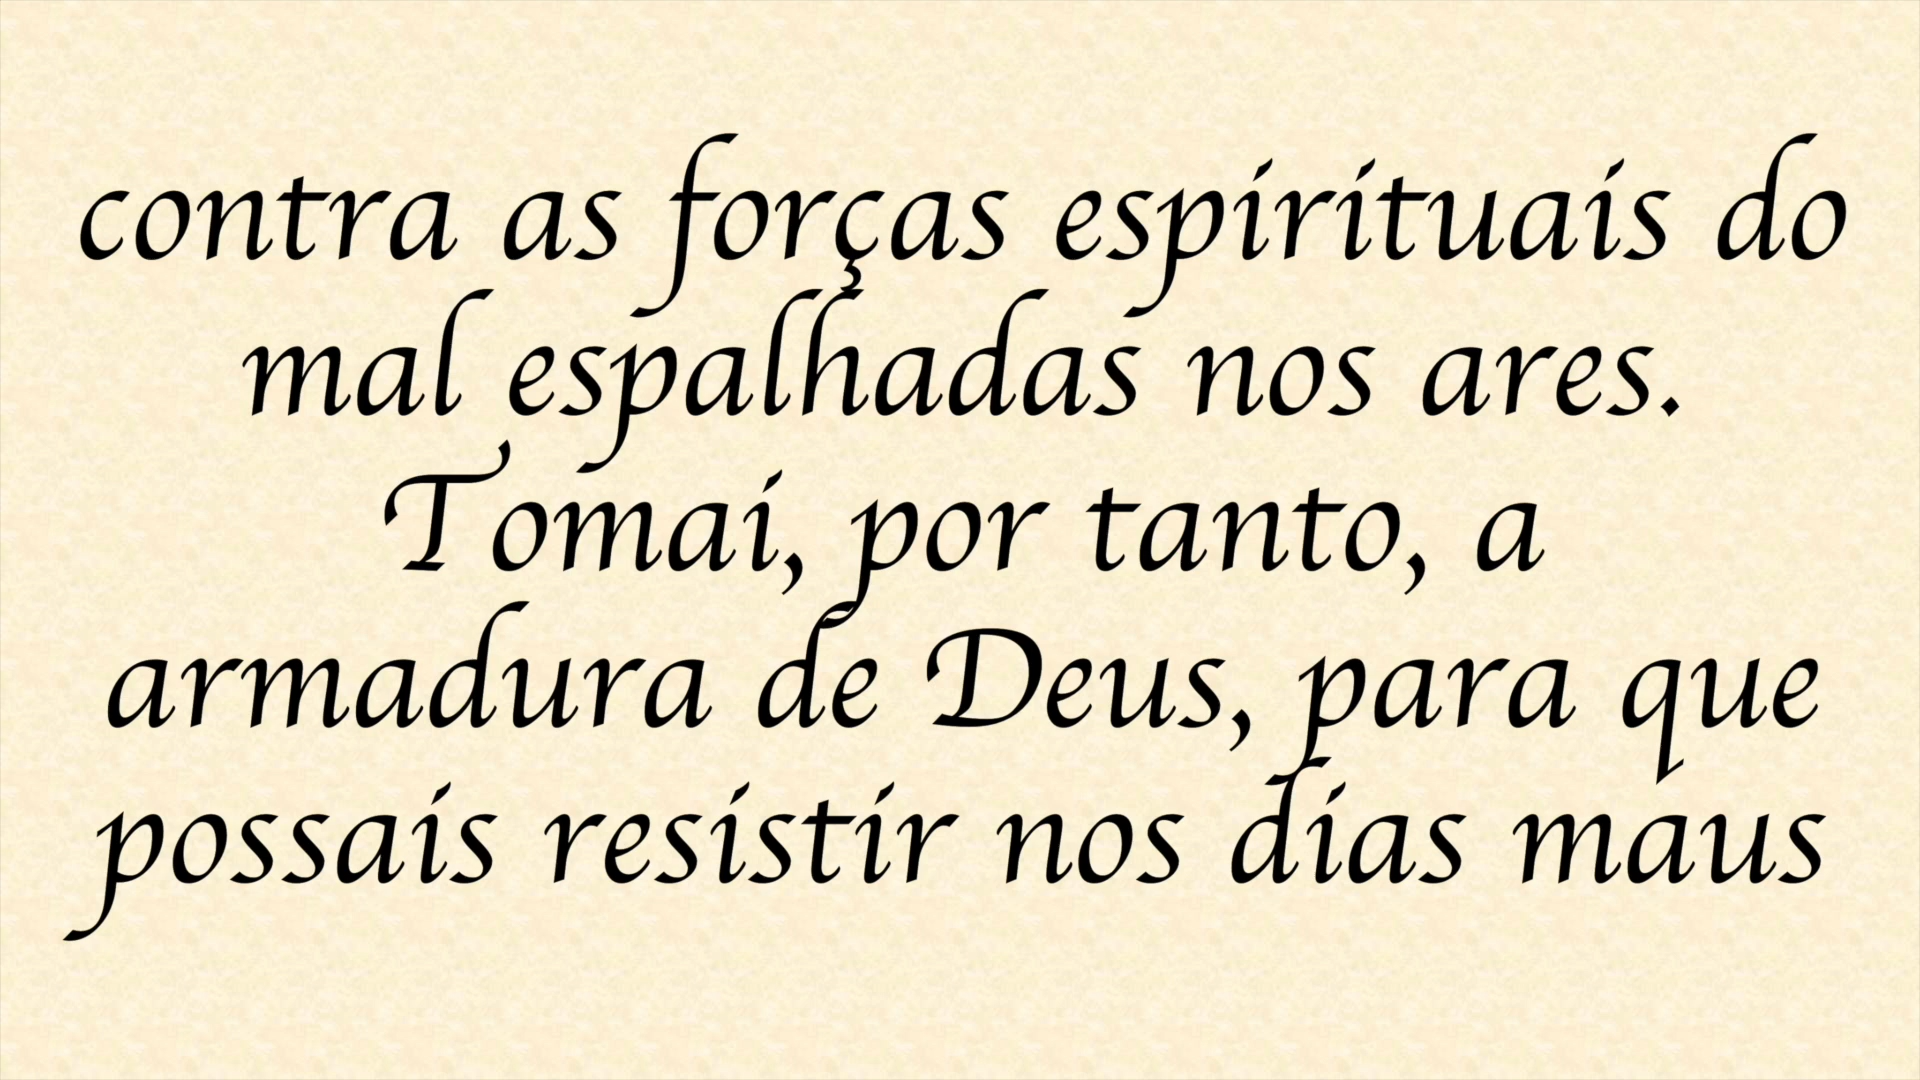 contra as forças espirituais do
mal espalhadas nos ares.
Tomai, por tanto, a
armadura de Deus, para que
possais resistir nos dias maus